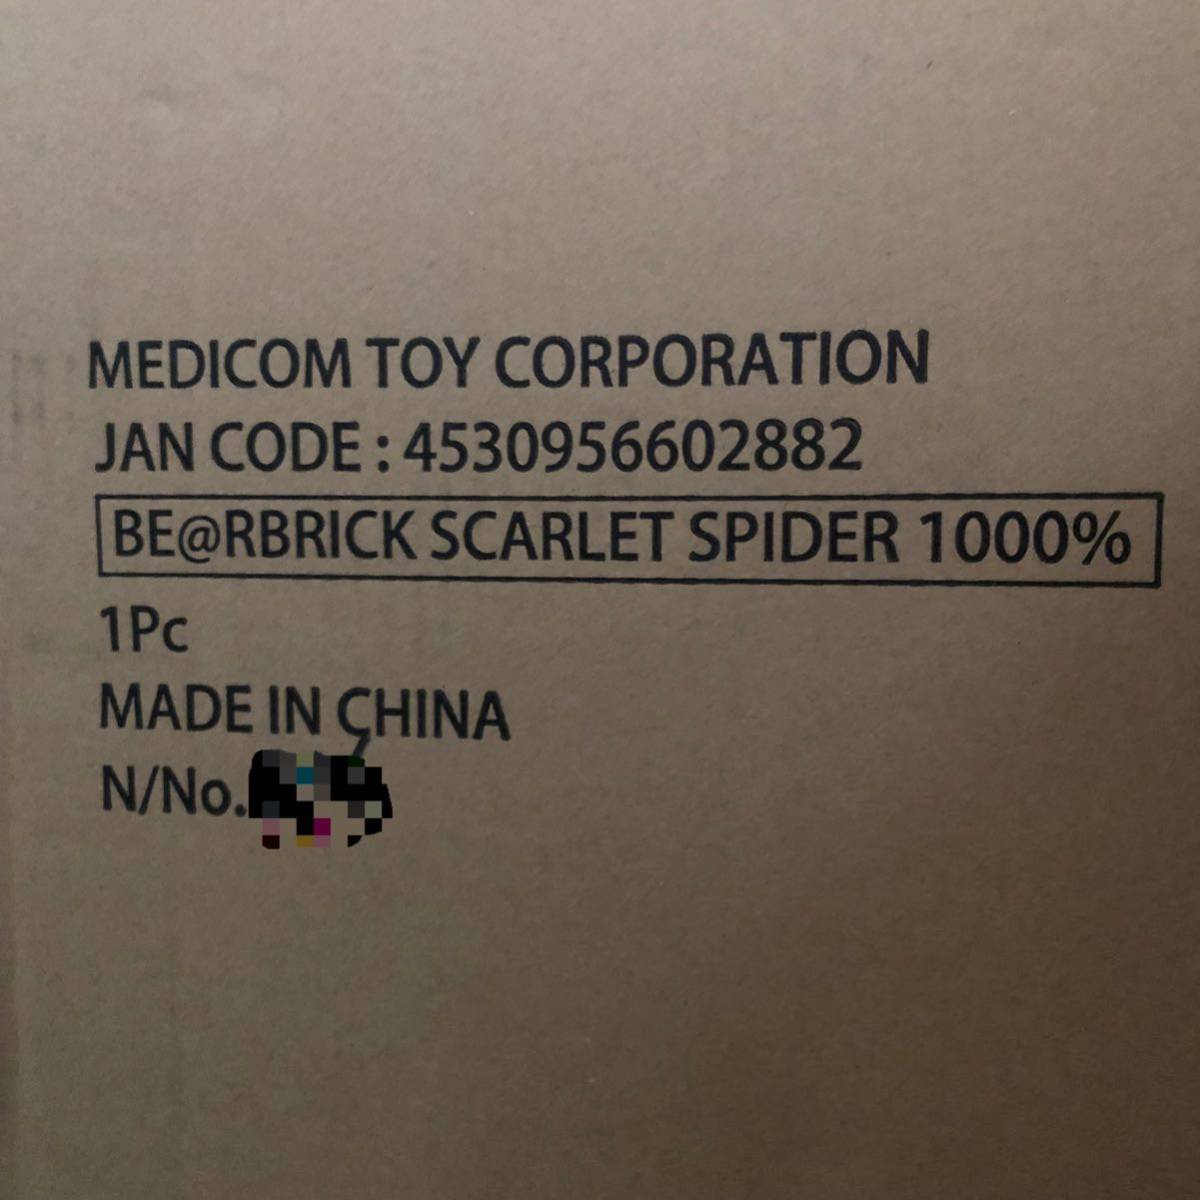 MEDICOM TOY CORPORATION
JAN CODE : 4530956602882
BE@RBRICK SCARLET SPIDER 1000%
1Pc
MADE IN CHINA
N/No.